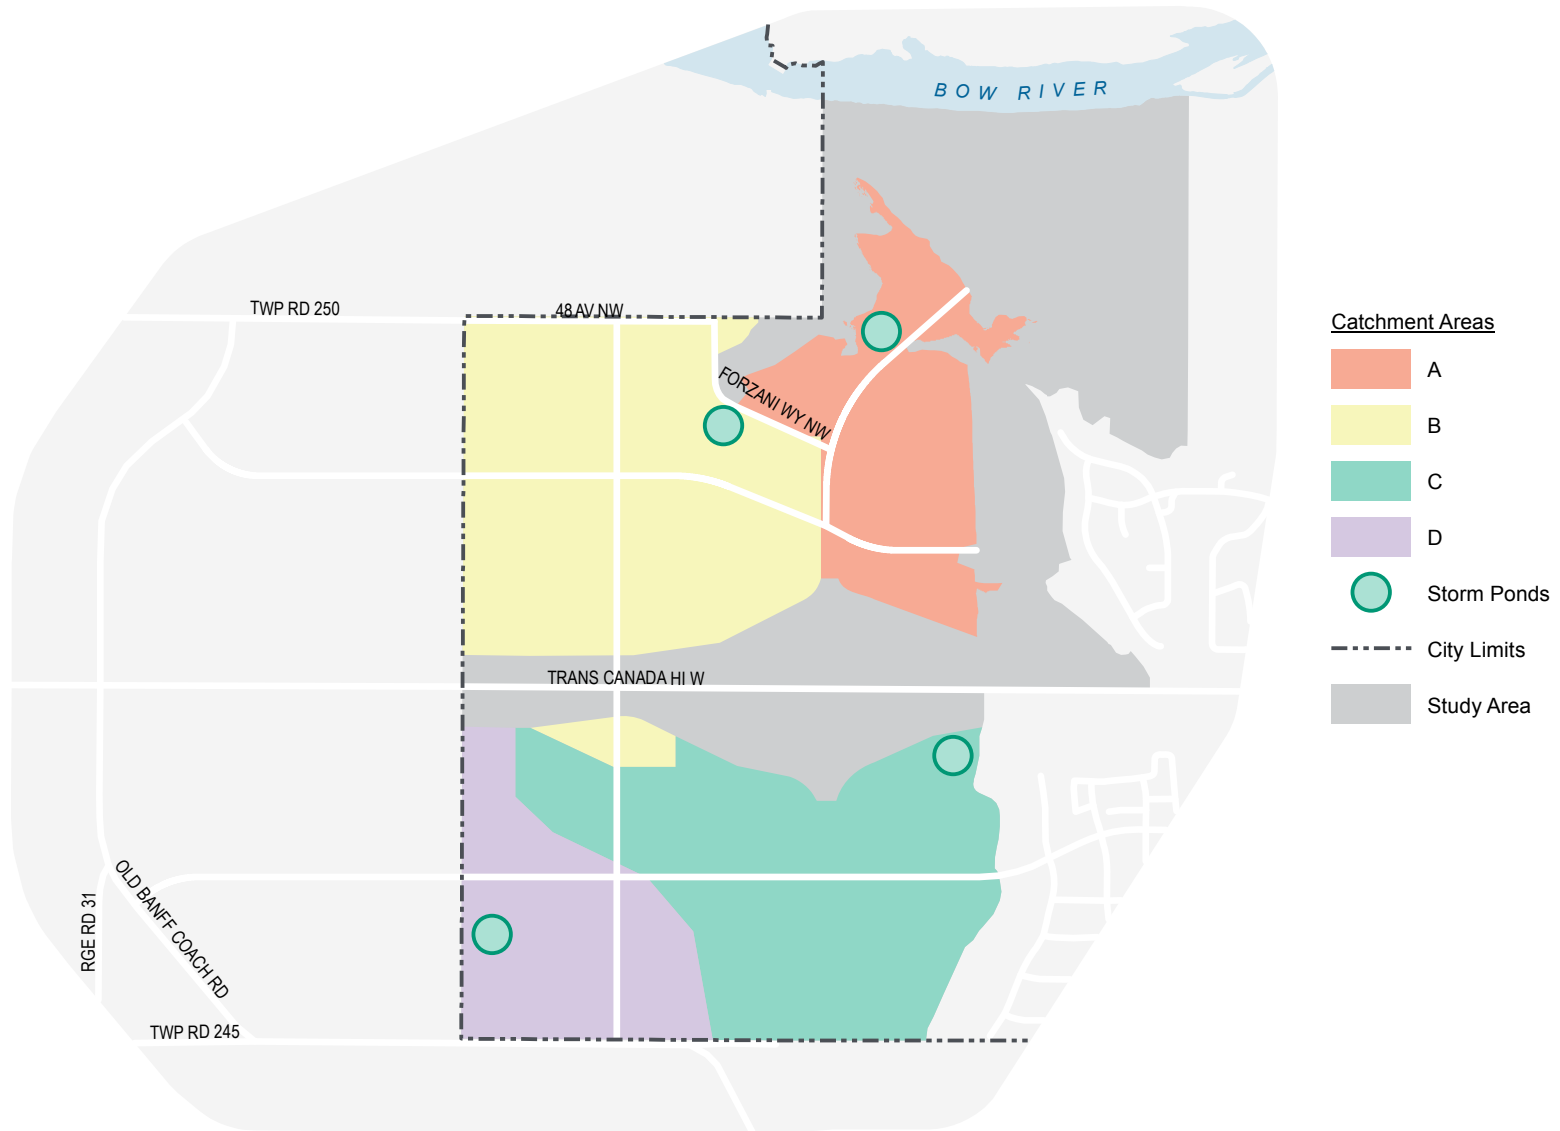 BOW RIVER
TWP RD 250
48 AV NW
FORZANI WY NW
TRANS CANADA HI W
OLD BANFF COACH RD
RGE RD 31
TWP RD 245
Catchment Areas
A
B
C
D
Storm Ponds
City Limits
Study Area